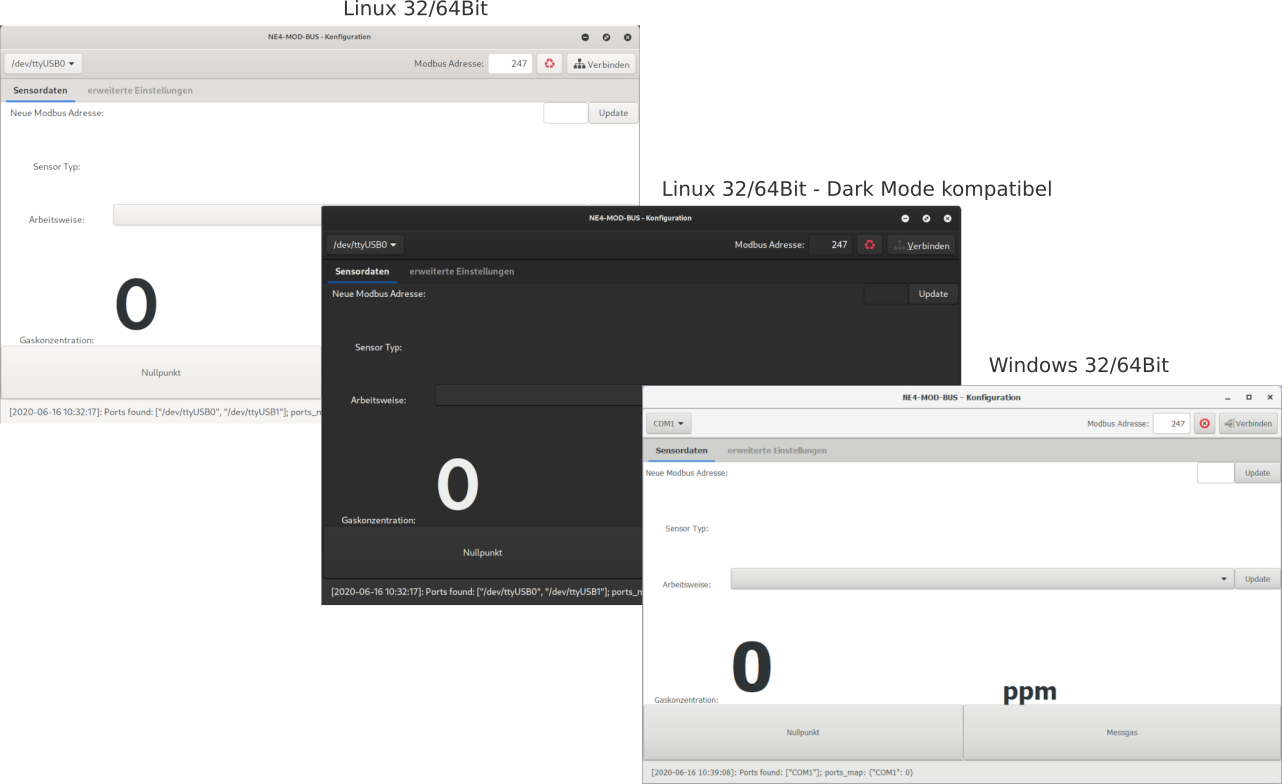 Linux 32/64Bit
NE4-MOD-BUS - Konfiguration
/dev/ttyUSB0 Modbus Adresse: 247 Verbinden
Sensordaten erweiterte Einstellungen
Neue Modbus Adresse: Update
Sensor Typ:
Arbeitsweise:
0
Gaskonzentration:
Nullpunkt
[2020-06-16 10:32:17]: Ports found: ["/dev/ttyUSB0", "/dev/ttyUSB1"]; ports_n
Linux 32/64Bit - Dark Mode kompatibel
NE4-MOD-BUS - Konfiguration
/dev/ttyUSB0 Modbus Adresse: 247 Verbinden
Sensordaten erweiterte Einstellungen
Neue Modbus Adresse: Update
Sensor Typ:
Arbeitsweise:
0
Gaskonzentration:
Nullpunkt
[2020-06-16 10:32:17]: Ports found: ["/dev/ttyUSB0", "/dev/ttyUSB1"]; ports_n
Windows 32/64Bit
NE4-MOD-BUS - Konfiguration
COM1 Modbus Adresse: 247 Verbinden
Sensordaten erweiterte Einstellungen
Neue Modbus Adresse: Update
Sensor Typ:
Arbeitsweise: Update
0 ppm
Gaskonzentration:
Nullpunkt Messgas
[2020-06-16 10:39:08]: Ports found: ["COM1"]; ports_map: {"COM1": 0}